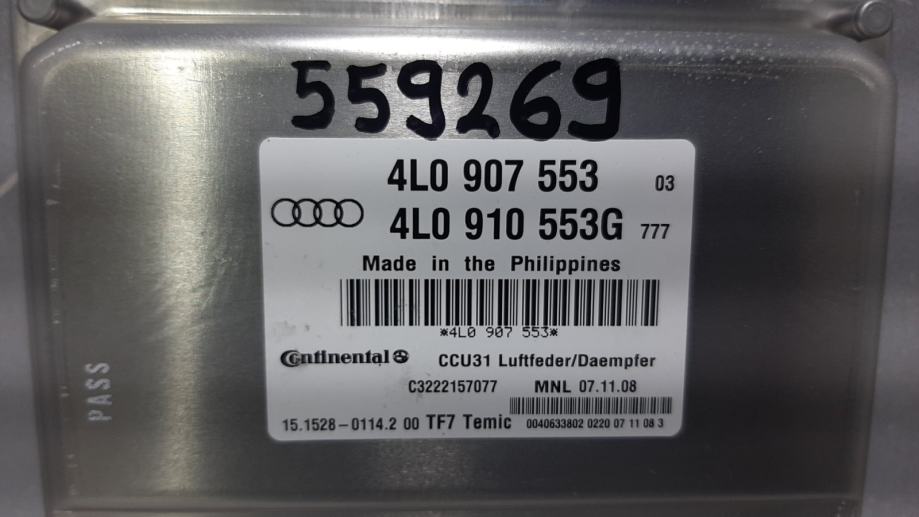 559269
4L0 907 553 03
4L0 910 553G 777
Made in the Philippines
*4L0 907 553*
Continental CCU31 Luftfeder/Daempfer
C3222157077 MNL 07.11.08
15.1528-0114.2 00 TF7 Temic 0040633802 0220 07 11 08 3
PASS